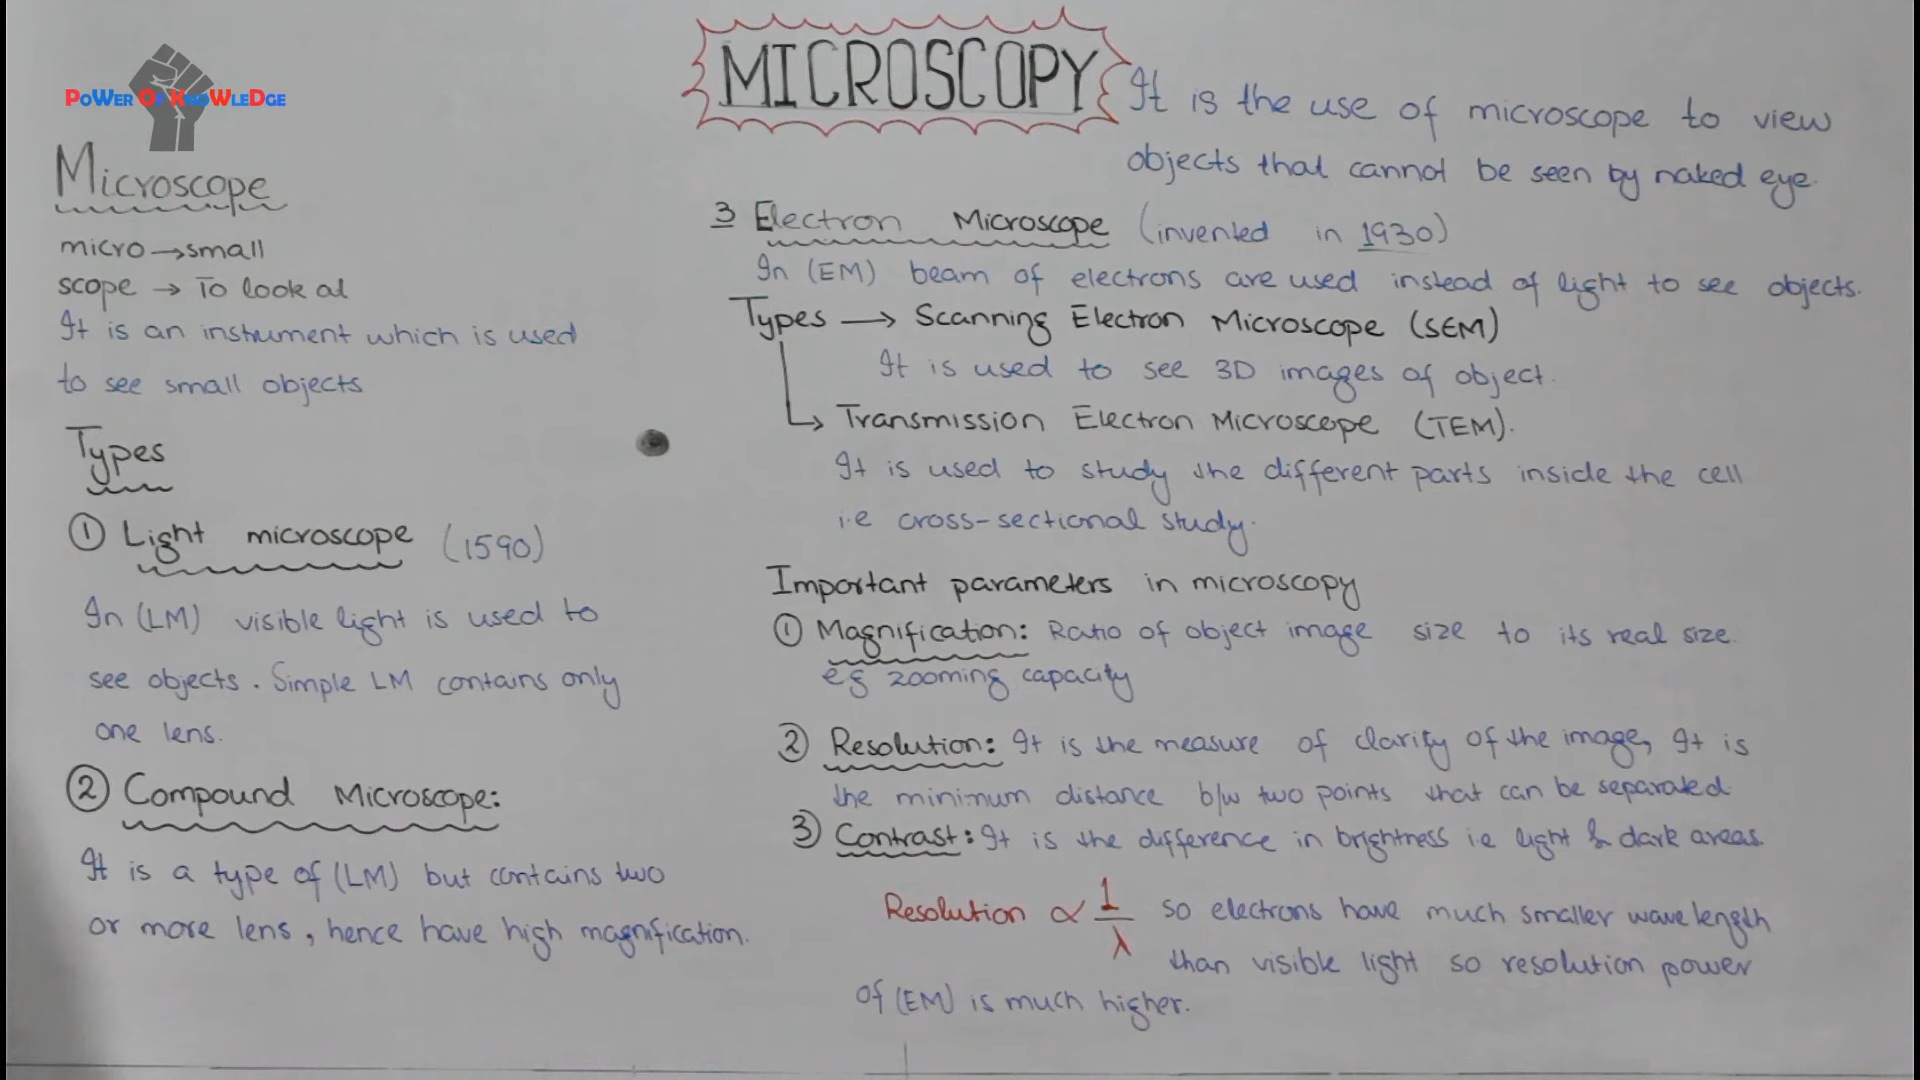 PoWer Of KnoWleDge
MICROSCOPY
It is the use of microscope to view
objects that cannot be seen by naked eye.
Microscope
micro → small
scope → To look at
It is an instrument which is used
to see small objects
Types
① Light microscope (1590)
In (LM) visible light is used to
see objects. Simple LM contains only
one lens.
② Compound Microscope:
It is a type of (LM) but contains two
or more lens, hence have high magnification.
3 Electron Microscope (invented in 1930)
In (EM) beam of electrons are used instead of light to see objects.
Types → Scanning Electron Microscope (SEM)
It is used to see 3D images of object.
→ Transmission Electron Microscope (TEM).
It is used to study the different parts inside the cell
i.e cross-sectional study.
Important parameters in microscopy
① Magnification: Ratio of object image size to its real size.
eg zooming capacity
② Resolution: It is the measure of clarity of the image, It is
the minimum distance b/w two points that can be separated.
3) Contrast: It is the difference in brightness i.e light & dark areas.
Resolution ∝ 1/λ so electrons have much smaller wavelength
than visible light so resolution power
of (EM) is much higher.